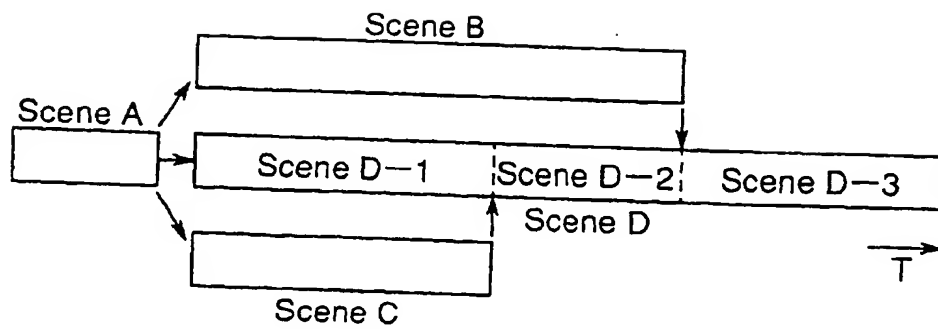 Scene B
Scene A
Scene D—1
Scene D—2
Scene D—3
Scene D
T
Scene C